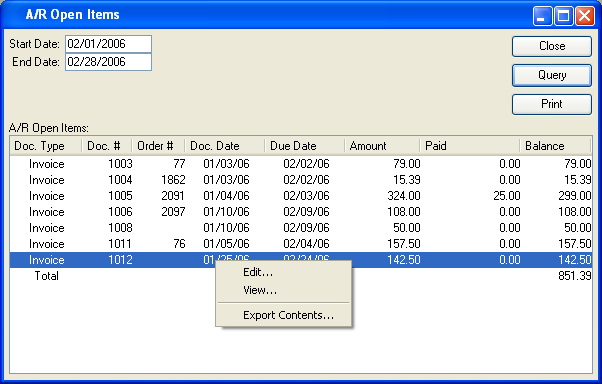 A/R Open Items
Start Date: 02/01/2006
End Date: 02/28/2006
Close
Query
Print
A/R Open Items:
Doc. Type Doc. # Order # Doc. Date Due Date Amount Paid Balance
Invoice 1003 77 01/03/06 02/02/06 79.00 0.00 79.00
Invoice 1004 1862 01/03/06 02/02/06 15.39 0.00 15.39
Invoice 1005 2091 01/04/06 02/03/06 324.00 25.00 299.00
Invoice 1006 2097 01/10/06 02/09/06 108.00 0.00 108.00
Invoice 1008 01/10/06 02/09/06 50.00 0.00 50.00
Invoice 1011 76 01/05/06 02/04/06 157.50 0.00 157.50
Invoice 1012 01/25/06 02/24/06 142.50 0.00 142.50
Total 851.39
Edit...
View...
Export Contents...